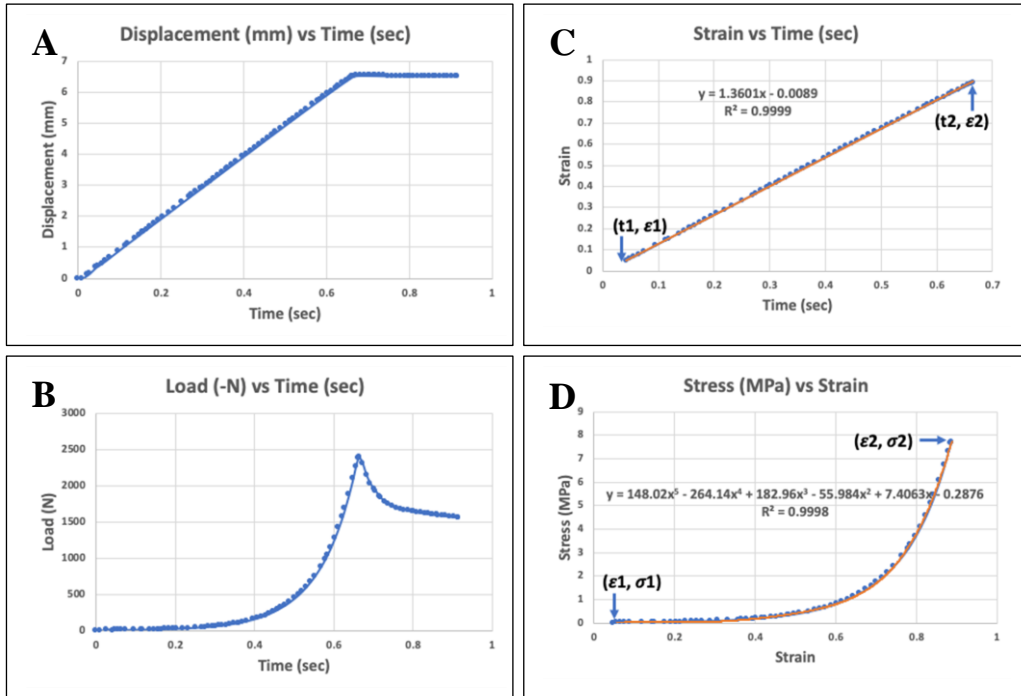 A
Displacement (mm) vs Time (sec)
7
6
5
4
3
2
1
0
0
0.2
0.4
0.6
0.8
1
Displacement (mm)
Time (sec)
C
Strain vs Time (sec)
1
0.9
0.8
0.7
0.6
0.5
0.4
0.3
0.2
0.1
0
y = 1.3601x - 0.0089
R² = 0.9999
(t2, ε2)
(t1, ε1)
0
0.1
0.2
0.3
0.4
0.5
0.6
0.7
Strain
Time (sec)
B
Load (-N) vs Time (sec)
3000
2500
2000
1500
1000
500
0
0
0.2
0.4
0.6
0.8
1
Load (N)
Time (sec)
D
Stress (MPa) vs Strain
9
8
7
6
5
4
3
2
1
0
(ε2, σ2)
y = 148.02x⁵ - 264.14x⁴ + 182.96x³ - 55.984x² + 7.4063x - 0.2876
R² = 0.9998
(ε1, σ1)
0
0.2
0.4
0.6
0.8
1
Stress (MPa)
Strain